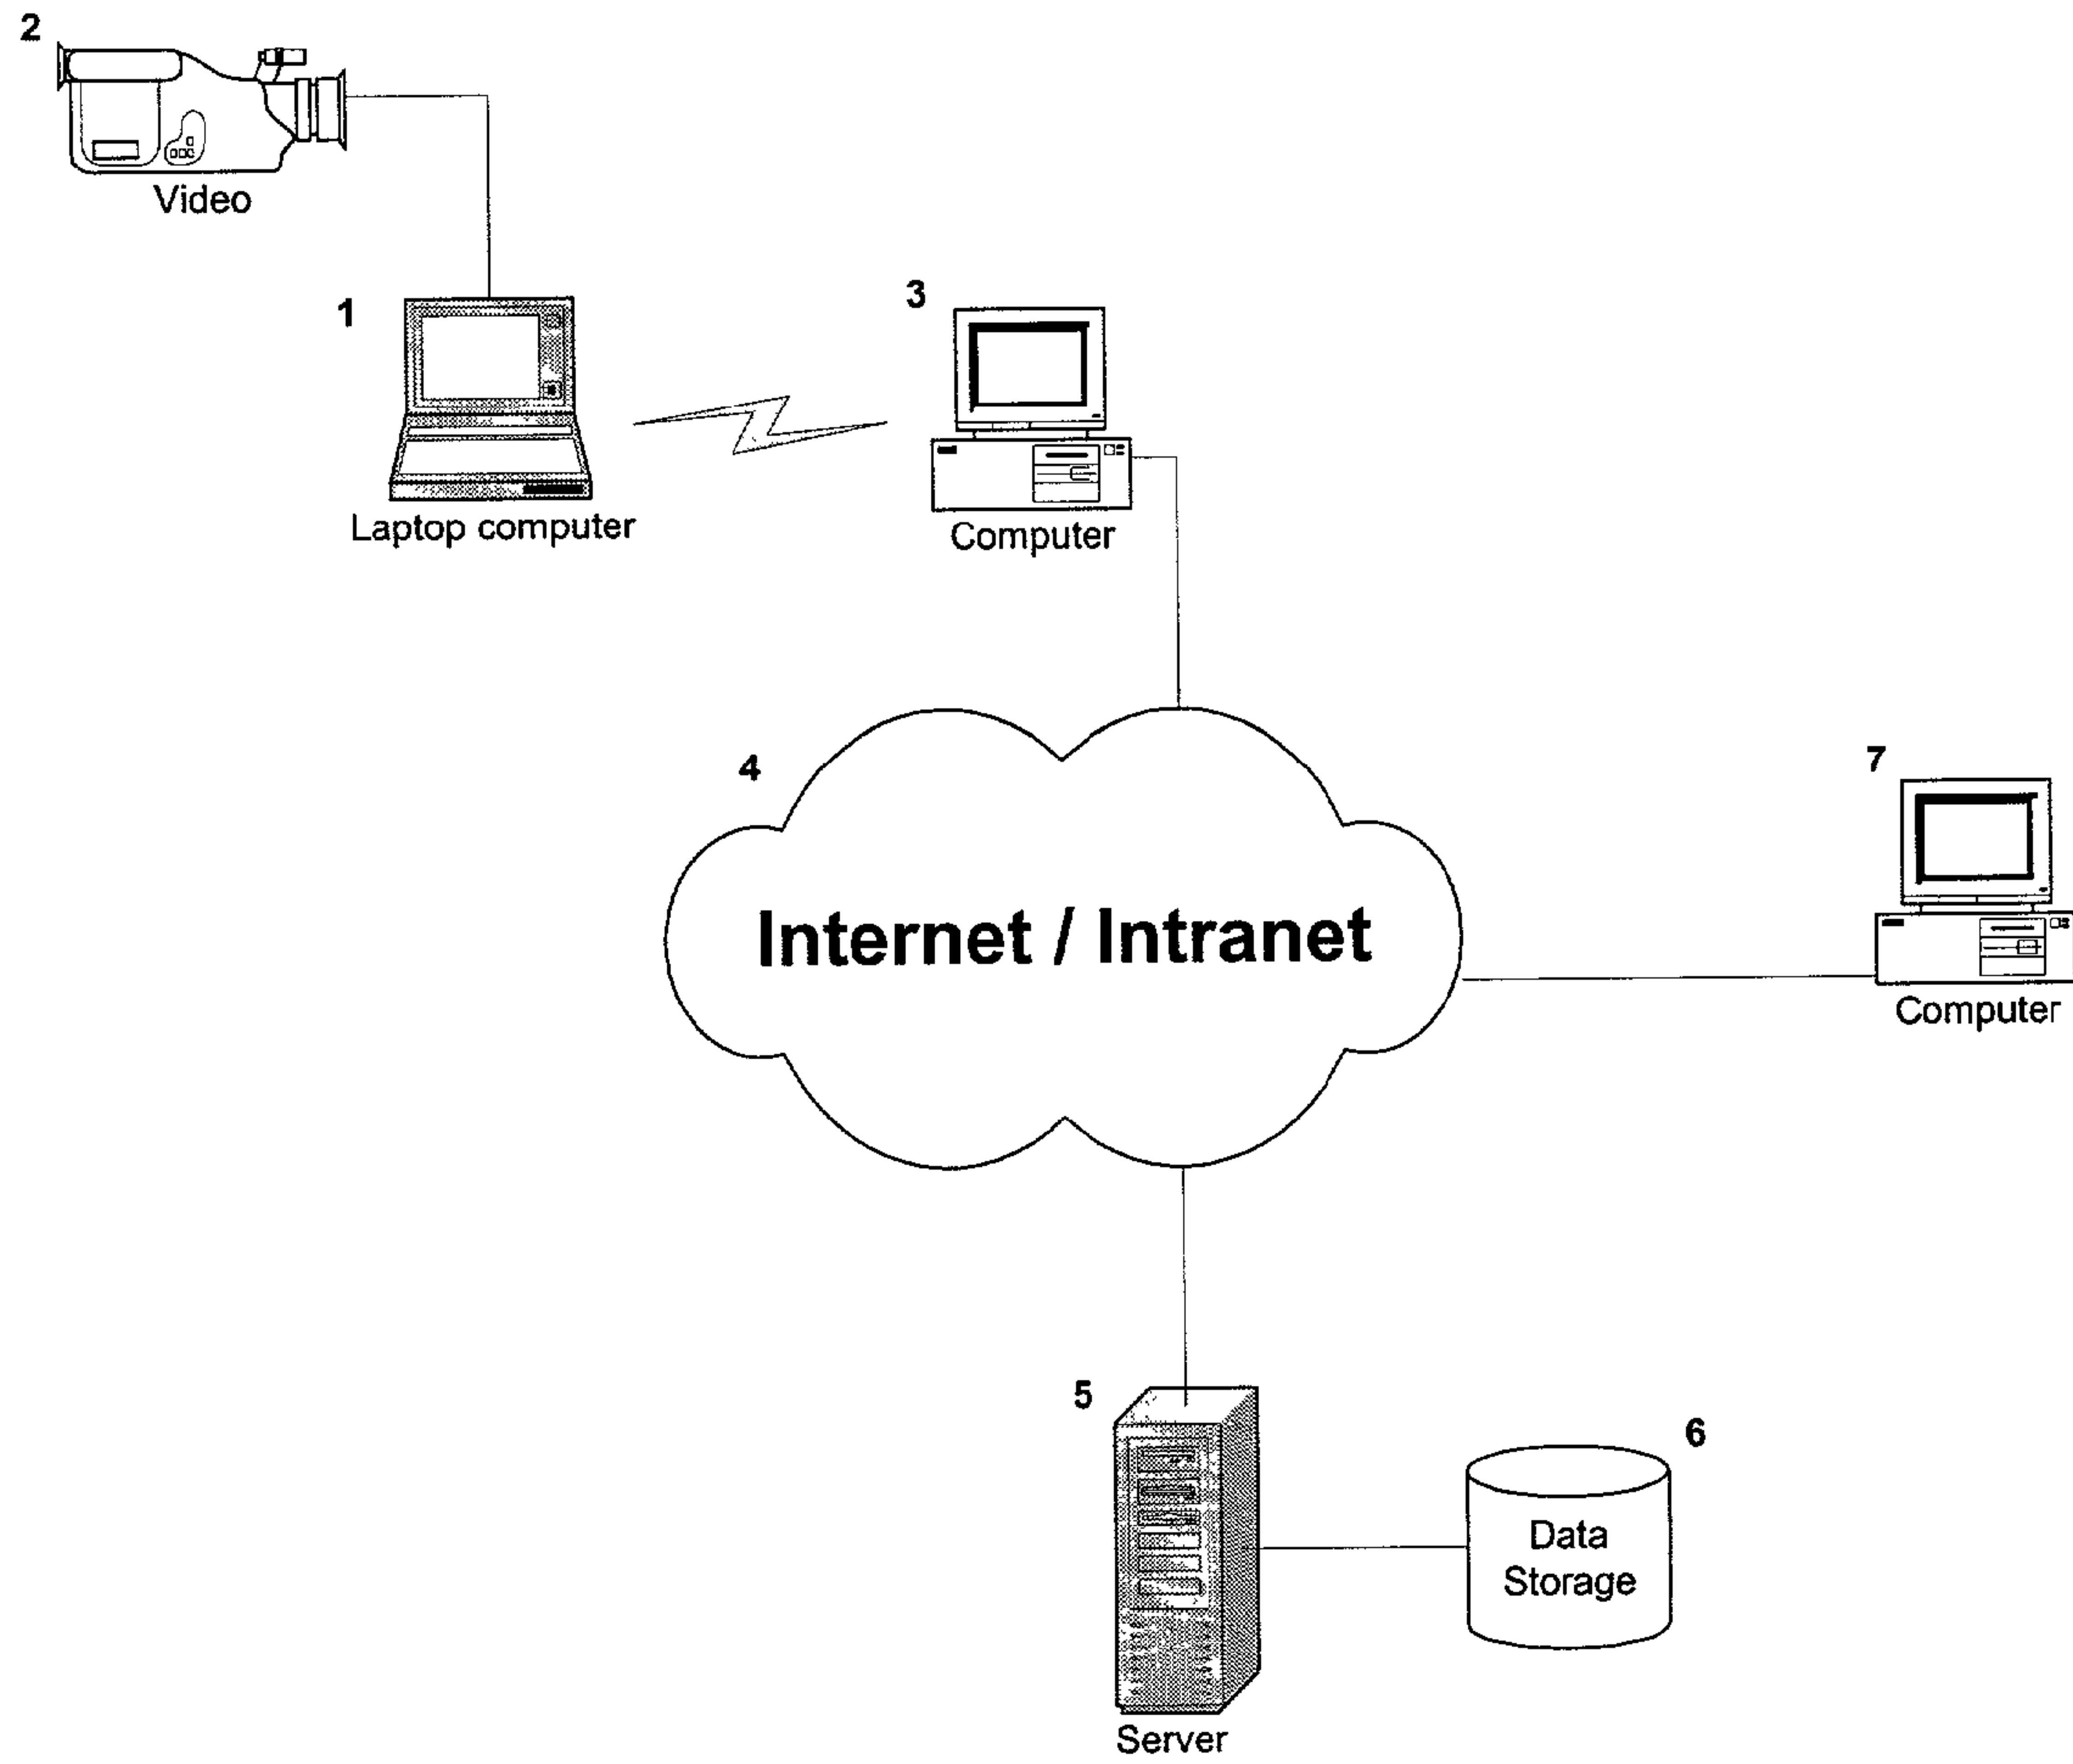 2
Video
1
Laptop computer
3
Computer
4
Internet / Intranet
7
Computer
5
Server
6
Data
Storage